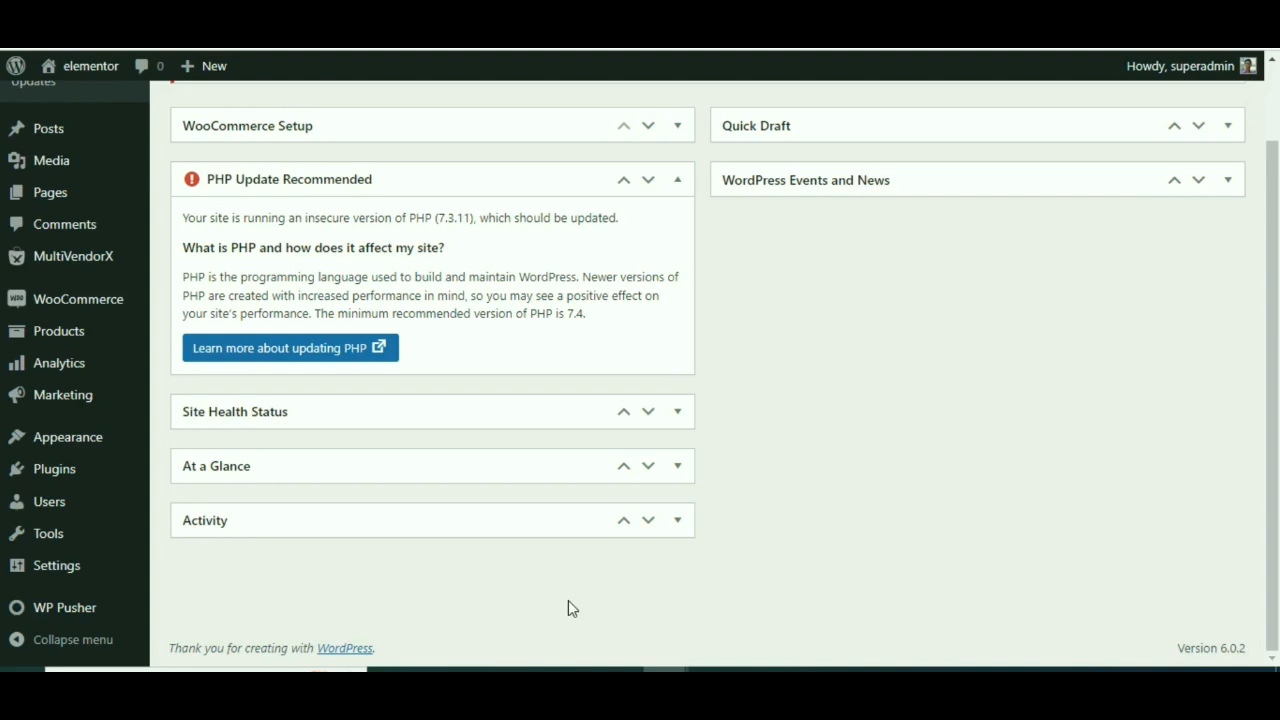 elementor
0
New
Howdy, superadmin
Updates
Posts
Media
Pages
Comments
MultiVendorX
WooCommerce
Products
Analytics
Marketing
Appearance
Plugins
Users
Tools
Settings
WP Pusher
Collapse menu
WooCommerce Setup
PHP Update Recommended
Your site is running an insecure version of PHP (7.3.11), which should be updated.
What is PHP and how does it affect my site?
PHP is the programming language used to build and maintain WordPress. Newer versions of
PHP are created with increased performance in mind, so you may see a positive effect on
your site's performance. The minimum recommended version of PHP is 7.4.
Learn more about updating PHP
Site Health Status
At a Glance
Activity
Quick Draft
WordPress Events and News
Thank you for creating with WordPress.
Version 6.0.2